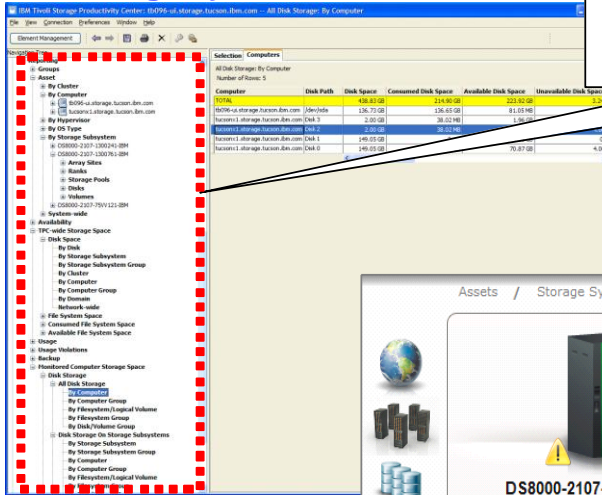 IBM Tivoli Storage Productivity Center: tb096-ui.storage.tucson.ibm.com -- All Disk Storage: By Computer
File View Connection Preferences Window Help
Element Management
Navigation Tree
Reporting
Groups
Asset
By Cluster
By Computer
tb096-ui.storage.tucson.ibm.com
tucsonx1.storage.tucson.ibm.com
By Hypervisor
By OS Type
By Storage Subsystem
DS8000-2107-1300241-IBM
DS8000-2107-1300761-IBM
Array Sites
Ranks
Storage Pools
Disks
Volumes
DS8000-2107-75VV121-IBM
System-wide
Availability
TPC-wide Storage Space
Disk Space
By Disk
By Storage Subsystem
By Storage Subsystem Group
By Cluster
By Computer
By Computer Group
By Domain
Network-wide
File System Space
Consumed File System Space
Available File System Space
Usage
Usage Violations
Backup
Monitored Computer Storage Space
Disk Storage
All Disk Storage
By Computer
By Computer Group
By Filesystem/Logical Volume
By Filesystem Group
By Disk/Volume Group
Disk Storage On Storage Subsystems
By Storage Subsystem
By Storage Subsystem Group
By Computer
By Computer Group
By Filesystem/Logical Volume
Selection Computers
All Disk Storage: By Computer
Number of Rows: 5
Computer Disk Path Disk Space Consumed Disk Space Available Disk Space Unavailable Disk Space
TOTAL 438.83 GB 214.90 GB 223.92 GB
tb096-ui.storage.tucson.ibm.com /dev/sda 136.73 GB 136.65 GB 81.05 MB
tucsonx1.storage.tucson.ibm.com Disk 3 2.00 GB 38.02 MB 1.96 GB
tucsonx1.storage.tucson.ibm.com Disk 2 2.00 GB 38.02 MB
tucsonx1.storage.tucson.ibm.com Disk 1 149.05 GB
tucsonx1.storage.tucson.ibm.com Disk 0 149.05 GB 70.87 GB
Assets / Storage Sy
DS8000-2107-